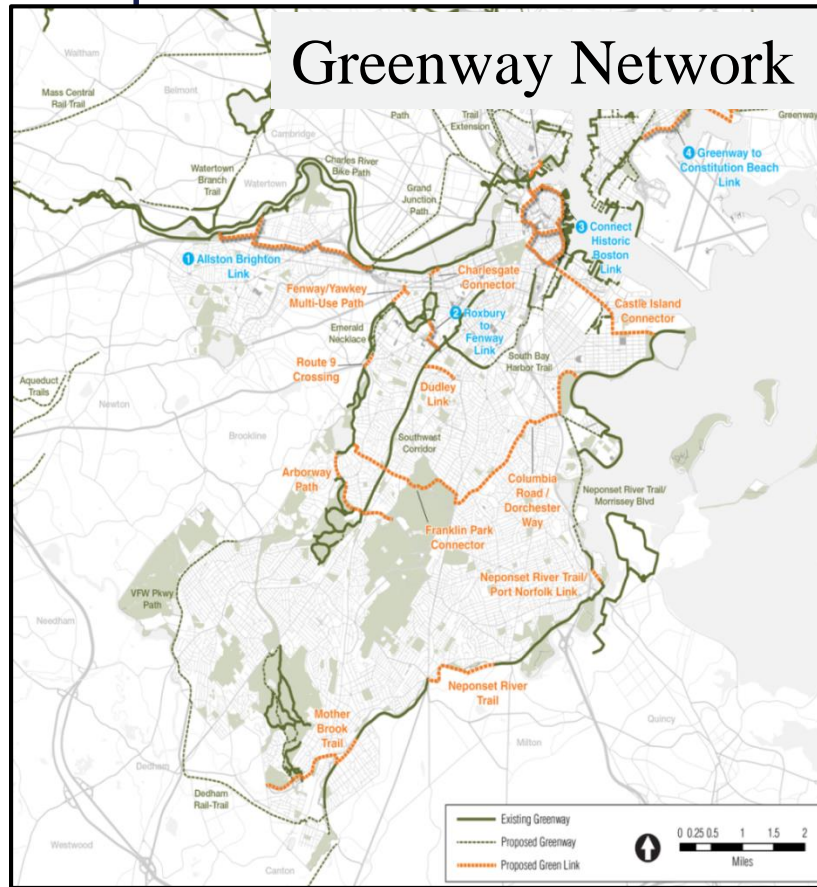 Greenway Network
Waltham
Mass Central
Rail Trail
Belmont
Path
Trail
Extension
Greenway
Cambridge
Watertown
Branch
Trail
Watertown
Charles River
Bike Path
Grand
Junction
Path
4 Greenway to
Constitution Beach
Link
3 Connect
Historic
Boston
Link
1 Allston Brighton
Link
Charlesgate
Connector
Fenway/Yawkey
Multi-Use Path
Castle Island
Connector
Emerald
Necklace
2 Roxbury
to
Fenway
Link
Route 9
Crossing
South Bay
Harbor Trail
Aqueduct
Trails
Dudley
Link
Newton
Brookline
Southwest
Corridor
Arborway
Path
Columbia
Road /
Dorchester
Way
Neponset River Trail/
Morrissey Blvd
Franklin Park
Connector
Neponset River Trail/
Port Norfolk Link
VFW Pkwy
Path
Needham
Neponset River
Trail
Mother
Brook
Trail
Quincy
Milton
Dedham
Dedham
Rail-Trail
Westwood
Canton
Existing Greenway
Proposed Greenway
Proposed Green Link
0 0.25 0.5 1 1.5 2
Miles